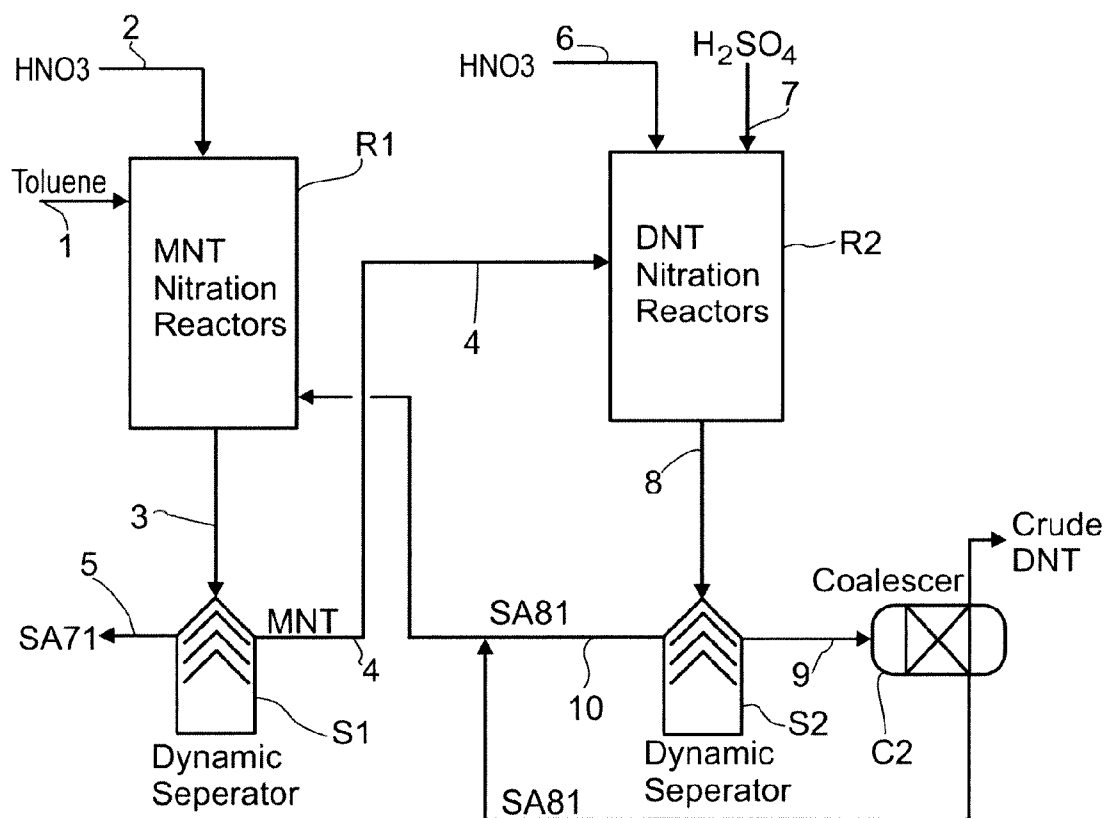 2
HNO3
6
HNO3
H₂SO₄
7
R1
Toluene
1
MNT
Nitration
Reactors
DNT
Nitration
Reactors
R2
4
3
8
Crude
DNT
5
Coalescer
SA71
MNT
4
SA81
10
9
S1
S2
C2
Dynamic
Seperator
Dynamic
Seperator
SA81